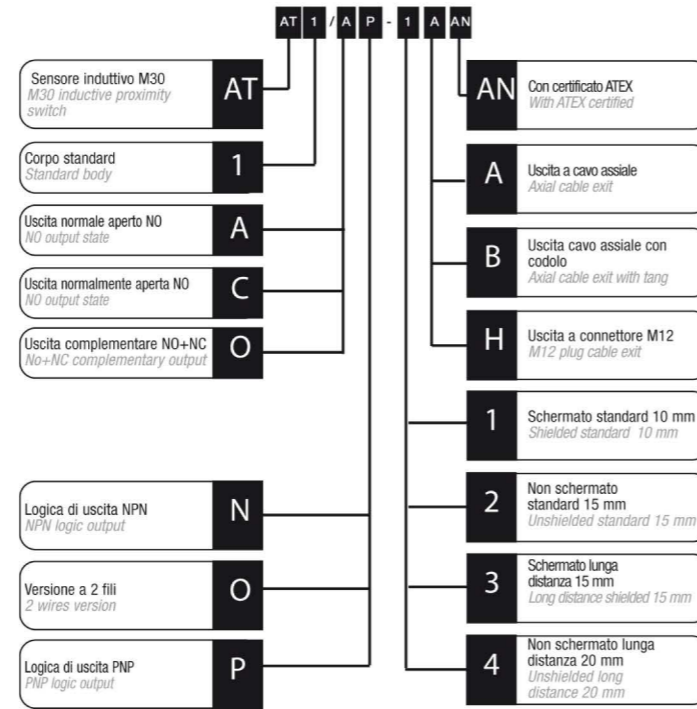 AT 1 / A P - 1 A AN
Sensore induttivo M30
M30 inductive proximity
switch
AT
Corpo standard
Standard body
1
Uscita normale aperto NO
NO output state
A
Uscita normalmente aperta NO
NO output state
C
Uscita complementare NO+NC
No+NC complementary output
O
Logica di uscita NPN
NPN logic output
N
Versione a 2 fili
2 wires version
O
Logica di uscita PNP
PNP logic output
P
AN
Con certificato ATEX
With ATEX certified
A
Uscita a cavo assiale
Axial cable exit
B
Uscita cavo assiale con
codolo
Axial cable exit with tang
H
Uscita a connettore M12
M12 plug cable exit
1
Schermato standard 10 mm
Shielded standard 10 mm
2
Non schermato
standard 15 mm
Unshielded standard 15 mm
3
Schermato lunga
distanza 15 mm
Long distance shielded 15 mm
4
Non schermato lunga
distanza 20 mm
Unshielded long
distance 20 mm